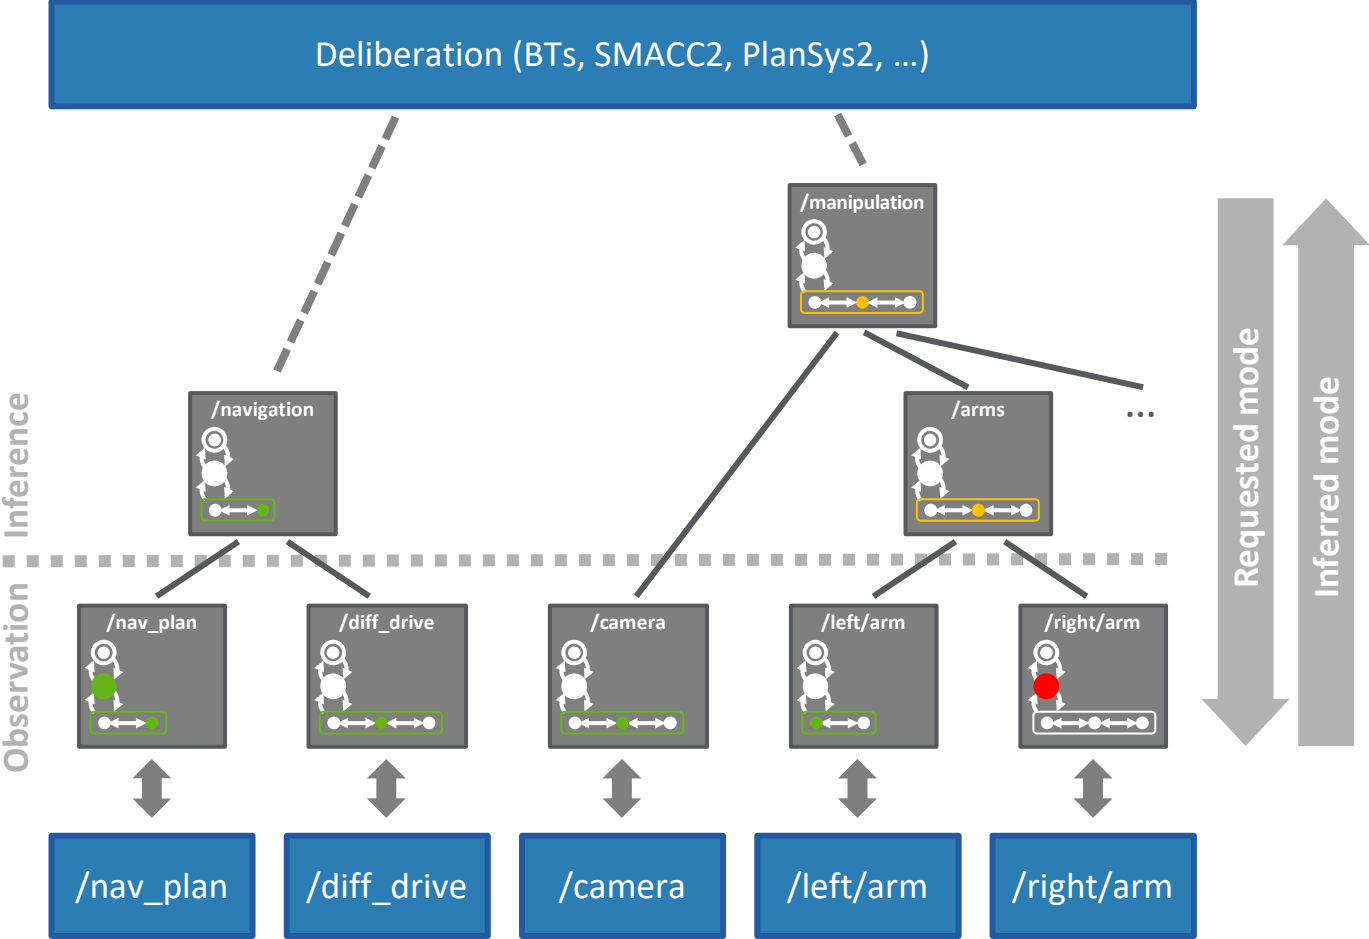 Deliberation (BTs, SMACC2, PlanSys2, …)
/manipulation
/navigation
/arms
...
Inference
Observation
Requested mode
Inferred mode
/nav_plan
/diff_drive
/camera
/left/arm
/right/arm
/nav_plan
/diff_drive
/camera
/left/arm
/right/arm